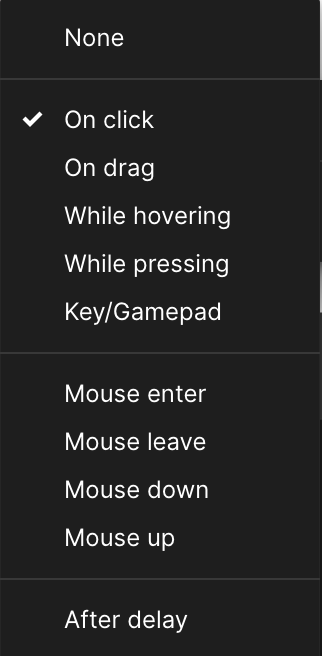 None
On click
On drag
While hovering
While pressing
Key/Gamepad
Mouse enter
Mouse leave
Mouse down
Mouse up
After delay